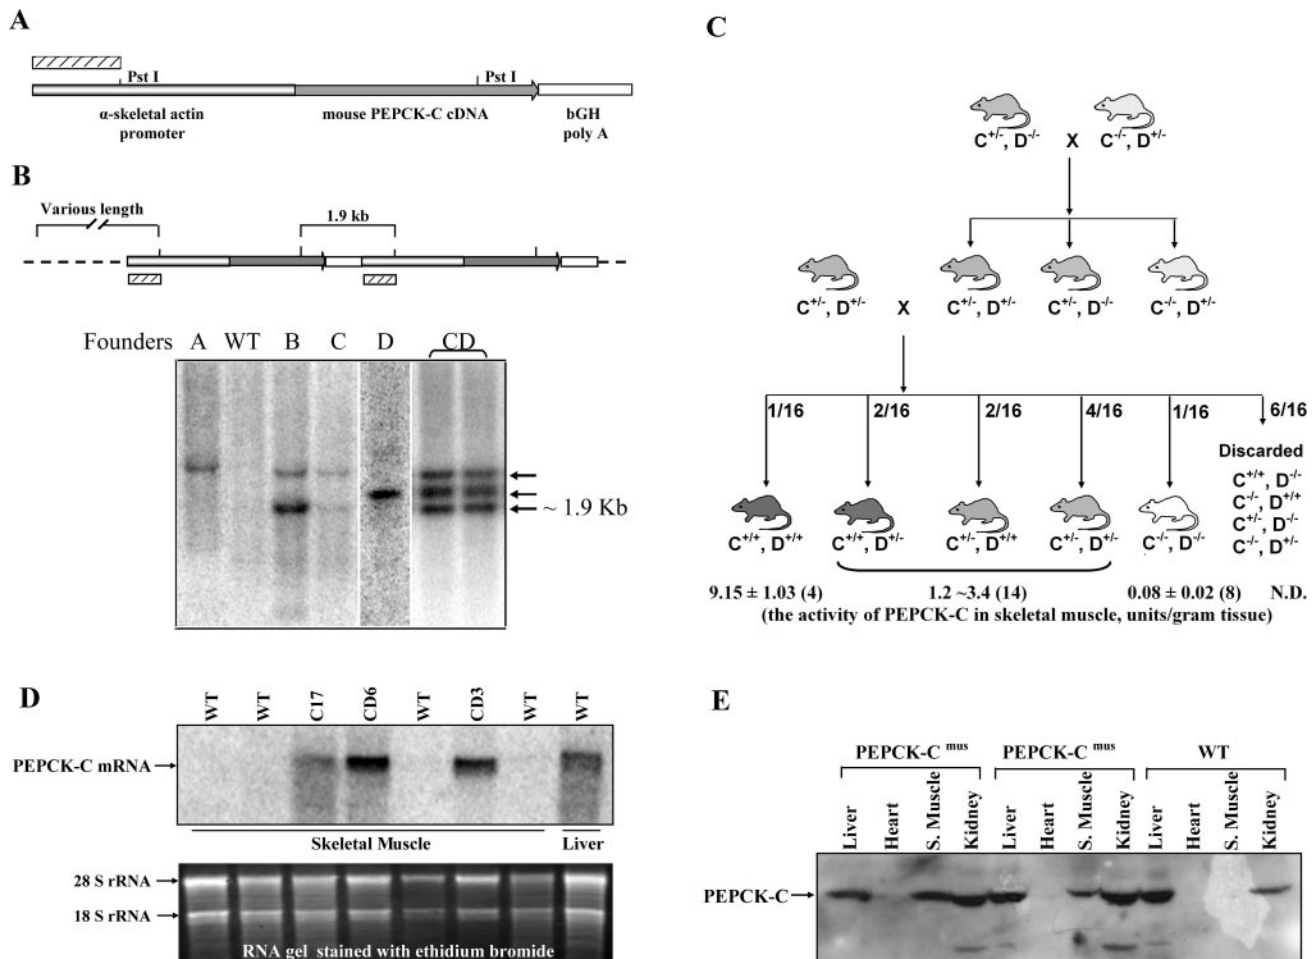 A
Pst I
Pst I
α-skeletal actin promoter
mouse PEPCK-C cDNA
bGH poly A
B
Various length
1.9 kb
Founders A WT B C D CD
~ 1.9 Kb
C
C+/-, D-/- X C-/-, D+/-
C+/-, D+/- X C+/-, D+/- C+/-, D-/- C-/-, D+/-
1/16 2/16 2/16 4/16 1/16 6/16
Discarded
C+/+, D-/-
C-/-, D+/+
C+/-, D-/-
C-/-, D+/-
C+/+, D+/+ C+/+, D+/- C+/-, D+/+ C+/-, D+/- C-/-, D-/-
9.15 ± 1.03 (4) 1.2 ~3.4 (14) 0.08 ± 0.02 (8) N.D.
(the activity of PEPCK-C in skeletal muscle, units/gram tissue)
D
WT WT C17 CD6 WT CD3 WT WT
PEPCK-C mRNA
Skeletal Muscle Liver
28 S rRNA
18 S rRNA
RNA gel stained with ethidium bromide
E
PEPCK-C mus PEPCK-C mus WT
Liver Heart S. Muscle Kidney Liver Heart S. Muscle Kidney Liver Heart S. Muscle Kidney
PEPCK-C